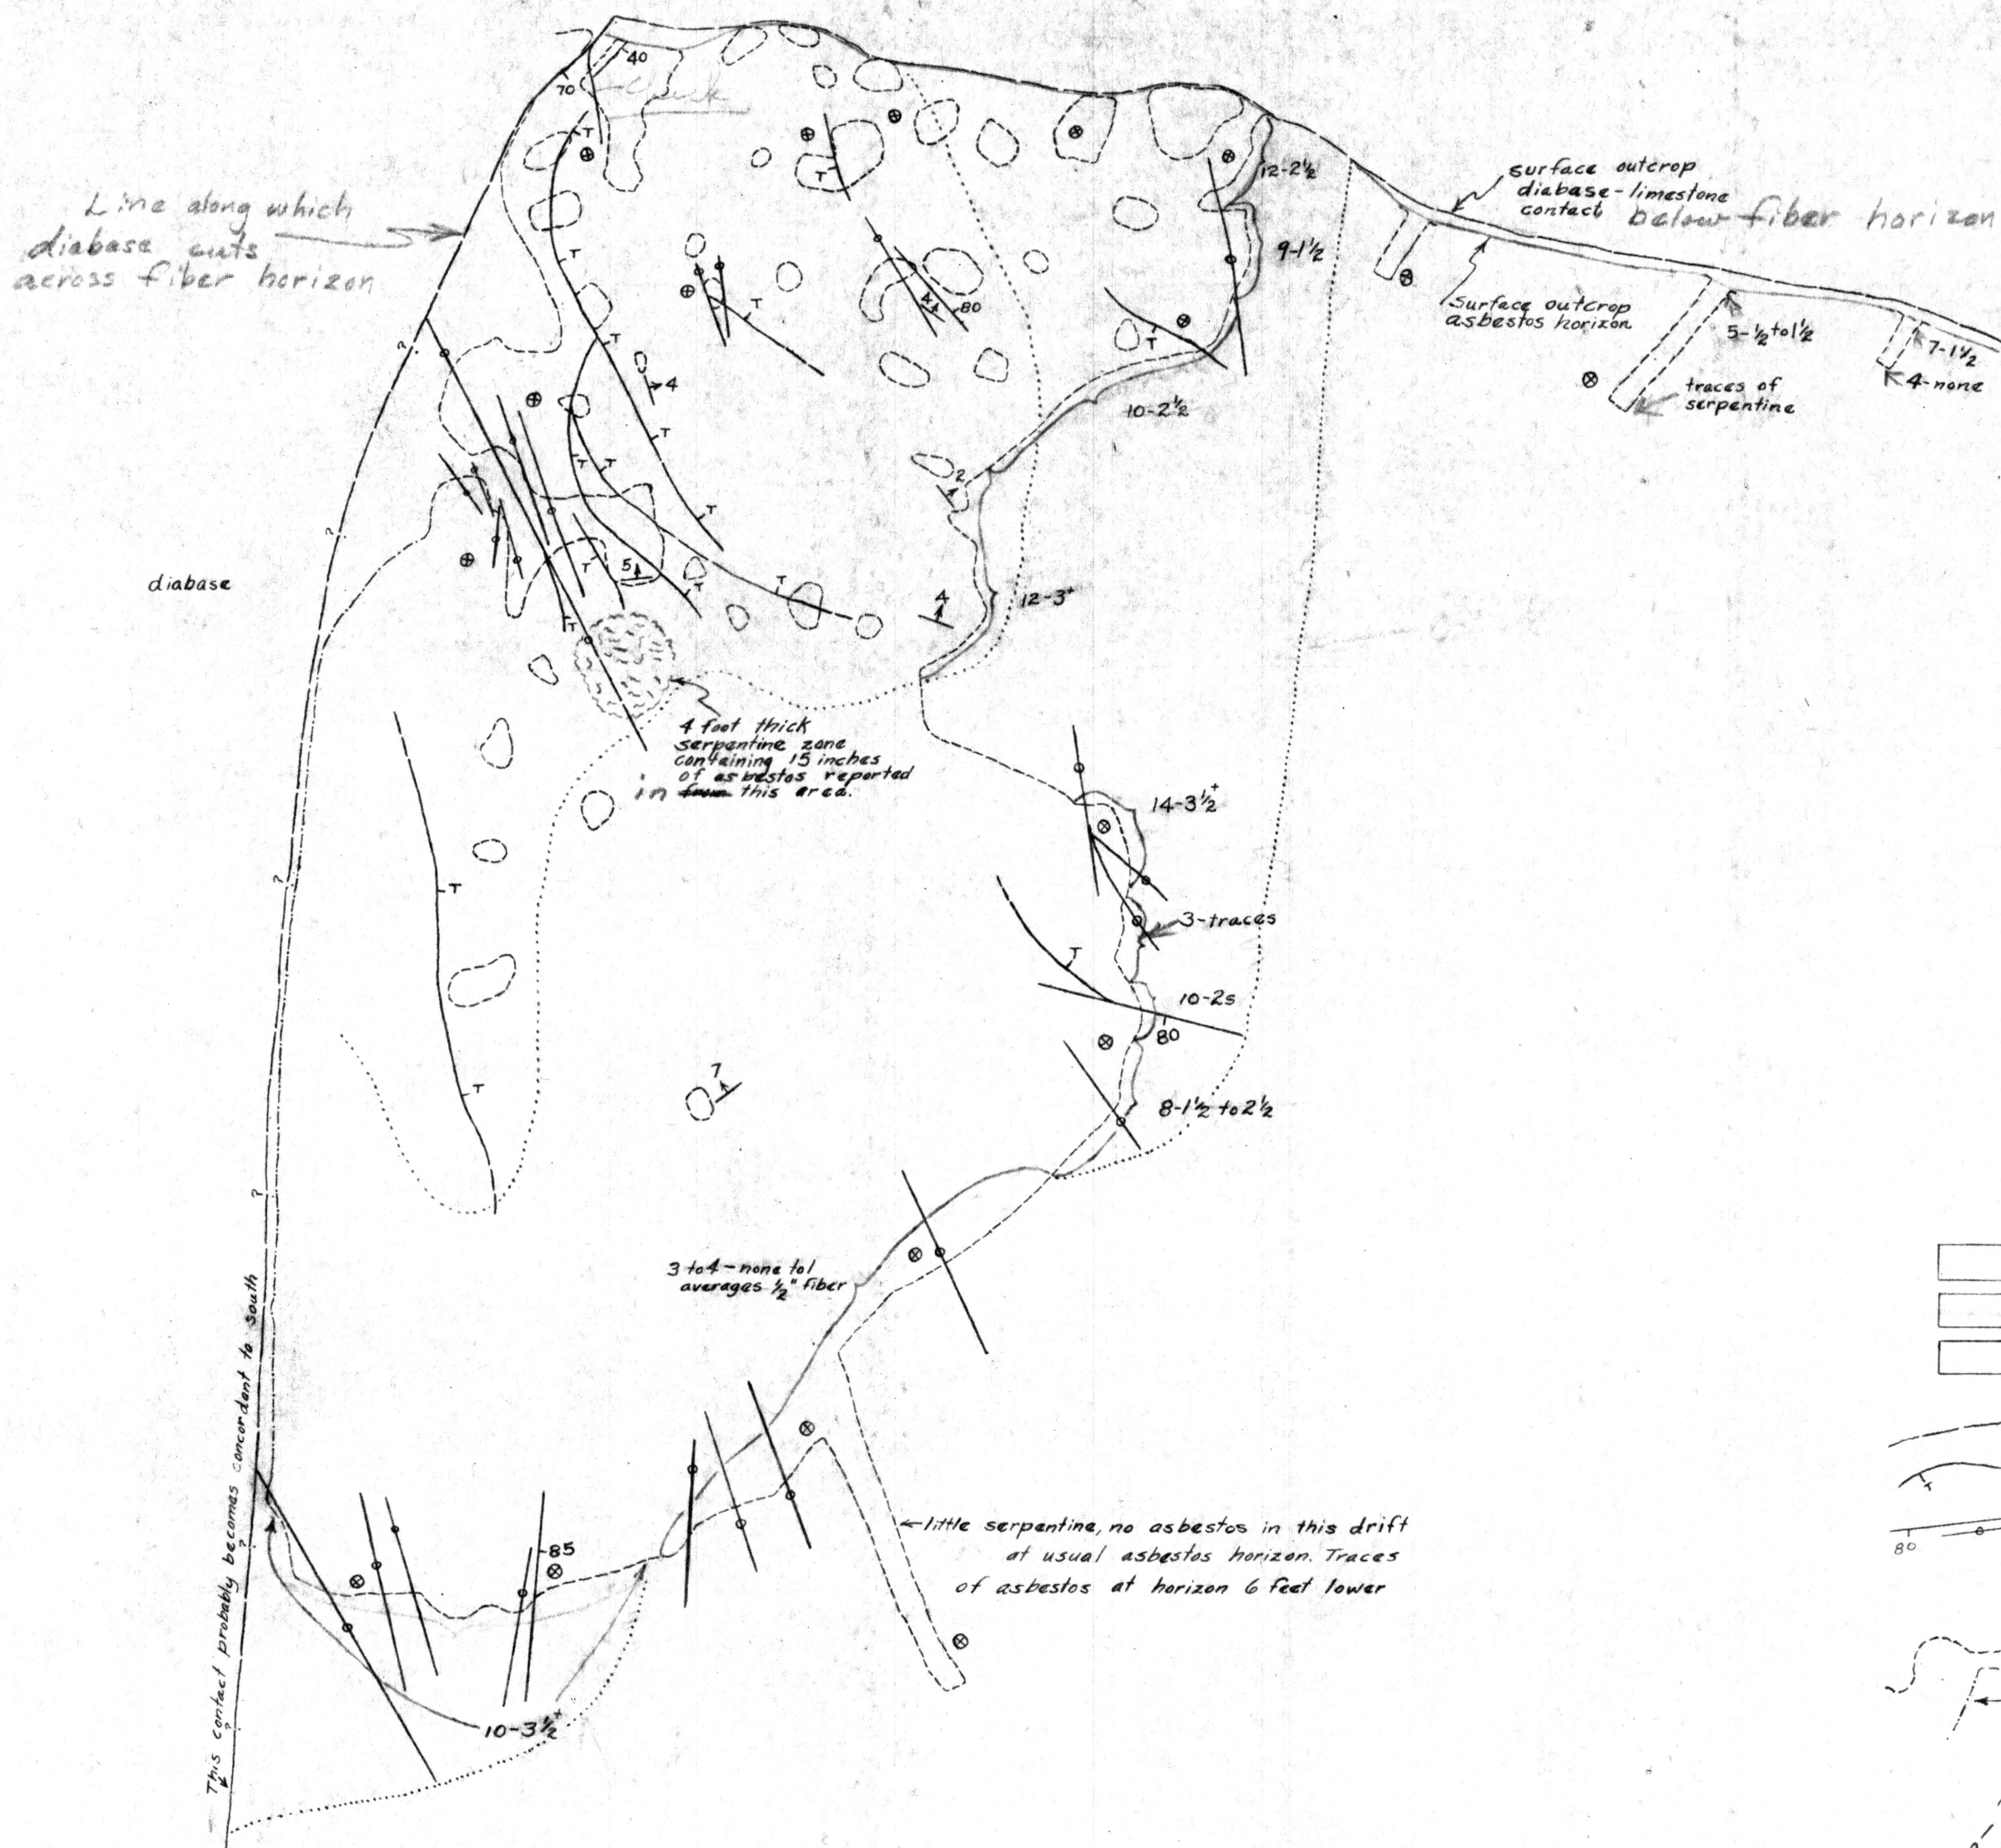 40
70
check
T
Line along which
diabase cuts
across fiber horizon
12-2½
surface outcrop
diabase-limestone
contact below fiber horizon
9-1½
Surface outcrop
asbestos horizon
5-½ to 1½
7-1½
4-none
traces of
serpentine
T
T
T
4
80
T
T
?
4
10-2½
T
T
T
2
T
?
diabase
T
5
T
T
4
12-3+
T
4 foot thick
serpentine zone
containing 15 inches
of asbestos reported
in from this area.
14-3½+
?
T
3-traces
T
10-2s
80
7
T
8-1½ to 2½
?
3 to 4-none to 1
averages ½" fiber
This contact probably becomes concordant to south
?
?
85
little serpentine, no asbestos in this drift
at usual asbestos horizon. Traces
of asbestos at horizon 6 feet lower
80
10-3½+